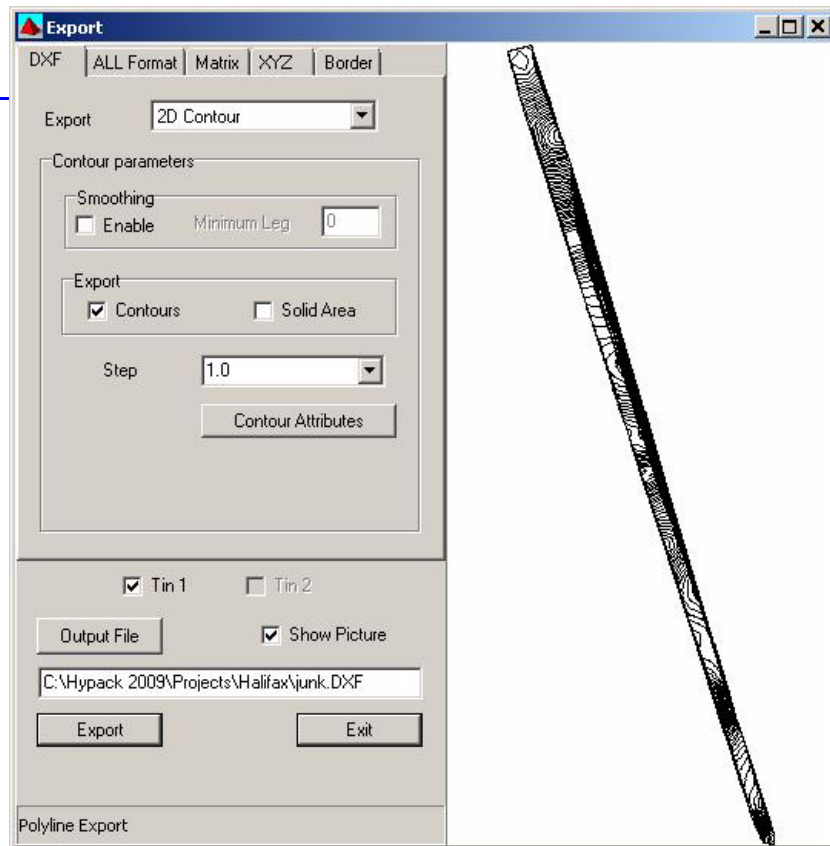 Export
DXF ALL Format Matrix XYZ Border
Export 2D Contour
Contour parameters
Smoothing
Enable Minimum Leg 0
Export
Contours Solid Area
Step 1.0
Contour Attributes
Tin 1 Tin 2
Output File Show Picture
C:\Hypack 2009\Projects\Halifax\junk.DXF
Export Exit
Polyline Export